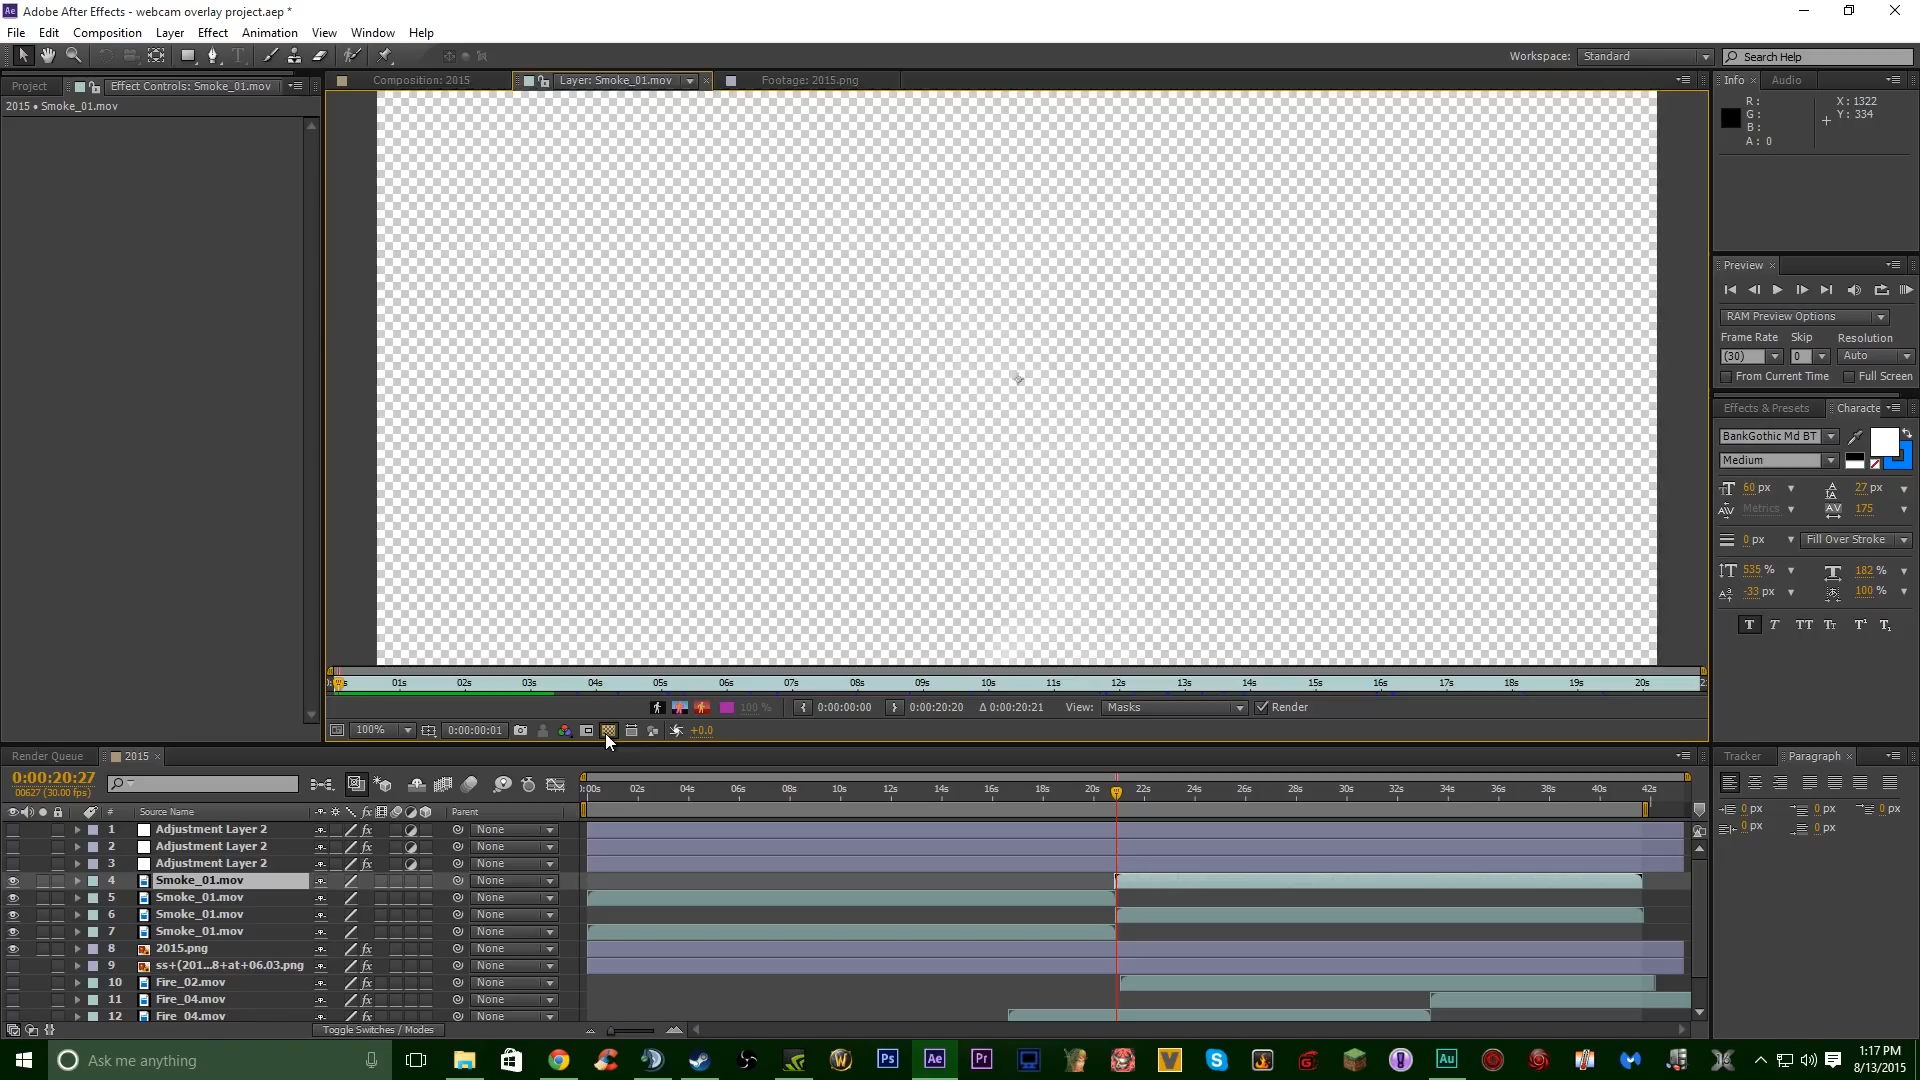 Adobe After Effects - webcam overlay project.aep *
File Edit Composition Layer Effect Animation View Window Help
Workspace: Standard Search Help
Project Effect Controls: Smoke_01.mov Composition: 2015 Layer: Smoke_01.mov Footage: 2015.png Info Audio
2015 • Smoke_01.mov
R :
G :
B :
A : 0
X : 1322
Y : 334
Preview
RAM Preview Options
Frame Rate Skip Resolution
(30) 0 Auto
From Current Time Full Screen
Effects & Presets Characte
BankGothic Md BT
Medium
60 px 27 px
Metrics 175
0 px Fill Over Stroke
535 % 182 %
-33 px 100 %
T T TT Tt T¹ T₁
01s 02s 03s 04s 05s 06s 07s 08s 09s 10s 11s 12s 13s 14s 15s 16s 17s 18s 19s 20s
100 % 0:00:00:00 0:00:20:20 Δ 0:00:20:21 View: Masks Render
100% 0:00:00:01 +0.0
Render Queue 2015
Tracker Paragraph
0:00:20:27
00627 (30.00 fps)
:00s 02s 04s 06s 08s 10s 12s 14s 16s 18s 20s 22s 24s 26s 28s 30s 32s 34s 36s 38s 40s 42s
# Source Name fx Parent
1 Adjustment Layer 2 fx None
2 Adjustment Layer 2 fx None
3 Adjustment Layer 2 fx None
4 Smoke_01.mov None
5 Smoke_01.mov None
6 Smoke_01.mov None
7 Smoke_01.mov None
8 2015.png fx None
9 ss+(201...8+at+06.03.png fx None
10 Fire_02.mov fx None
11 Fire_04.mov fx None
12 Fire_04.mov fx None
0 px 0 px 0 px
0 px 0 px
Toggle Switches / Modes
Ask me anything
Ps Ae Pr Au
1:17 PM
8/13/2015